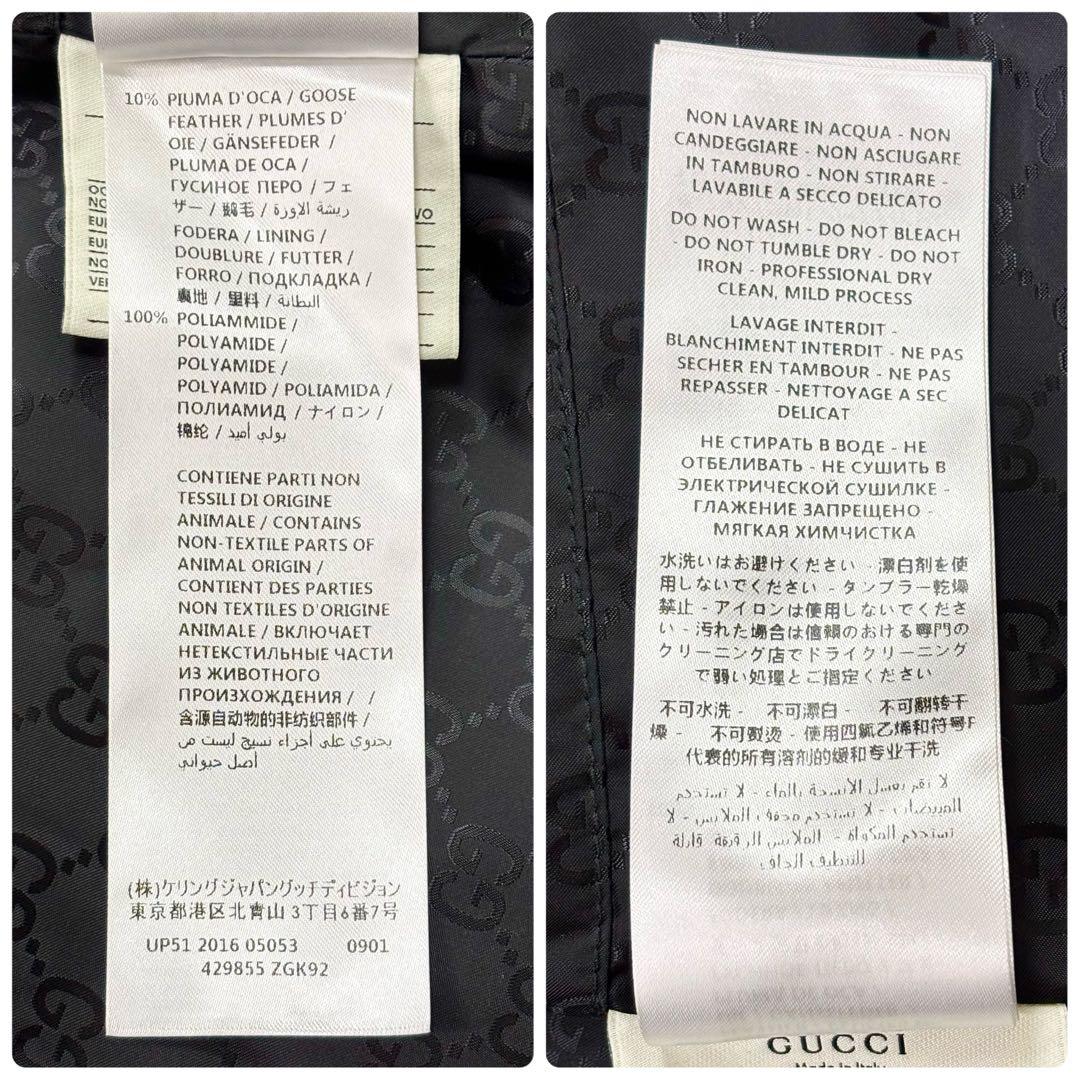 10% PIUMA D'OCA / GOOSE
FEATHER / PLUMES D'
OIE / GÄNSEFEDER /
PLUMA DE OCA /
ГУСИНОЕ ПЕРО / フェ
ザー / 鹅毛 / ريشة الاوزة
FODERA / LINING /
DOUBLURE / FUTTER /
FORRO / ПОДКЛАДКА /
裏地 / 里料 / البطانة
100% POLIAMMIDE /
POLYAMIDE /
POLYAMIDE /
POLYAMID / POLIAMIDA /
ПОЛИАМИД / ナイロン /
锦纶 / بولي أميد
CONTIENE PARTI NON
TESSILI DI ORIGINE
ANIMALE / CONTAINS
NON-TEXTILE PARTS OF
ANIMAL ORIGIN /
CONTIENT DES PARTIES
NON TEXTILES D'ORIGINE
ANIMALE / ВКЛЮЧАЕТ
НЕТЕКСТИЛЬНЫЕ ЧАСТИ
ИЗ ЖИВОТНОГО
ПРОИЗХОЖДЕНИЯ / /
含源自动物的非纺织部件 /
يحتوي على أجزاء نسيج ليست من
أصل حيواني
(株)ケリングジャパングッチディビジョン
東京都港区北青山3丁目6番7号
UP51 2016 05053 0901
429855 ZGK92
NON LAVARE IN ACQUA - NON
CANDEGGIARE - NON ASCIUGARE
IN TAMBURO - NON STIRARE -
LAVABILE A SECCO DELICATO
DO NOT WASH - DO NOT BLEACH
- DO NOT TUMBLE DRY - DO NOT
IRON - PROFESSIONAL DRY
CLEAN, MILD PROCESS
LAVAGE INTERDIT -
BLANCHIMENT INTERDIT - NE PAS
SECHER EN TAMBOUR - NE PAS
REPASSER - NETTOYAGE A SEC
DELICAT
НЕ СТИРАТЬ В ВОДЕ - НЕ
ОТБЕЛИВАТЬ - НЕ СУШИТЬ В
ЭЛЕКТРИЧЕСКОЙ СУШИЛКЕ -
ГЛАЖЕНИЕ ЗАПРЕЩЕНО -
МЯГКАЯ ХИМЧИСТКА
水洗いはお避けください - 漂白剤を使
用しないでください - タンブラー乾燥
禁止 - アイロンは使用しないでくださ
い - 汚れた場合は信頼のおける専門の
クリーニング店でドライクリーニング
で弱い処理とご指定ください
不可水洗 - 不可漂白 - 不可翻转干
燥 - 不可熨烫 - 使用四氯乙烯和符号F
代表的所有溶剂的缓和专业干洗
GUCCI
Made in Italy